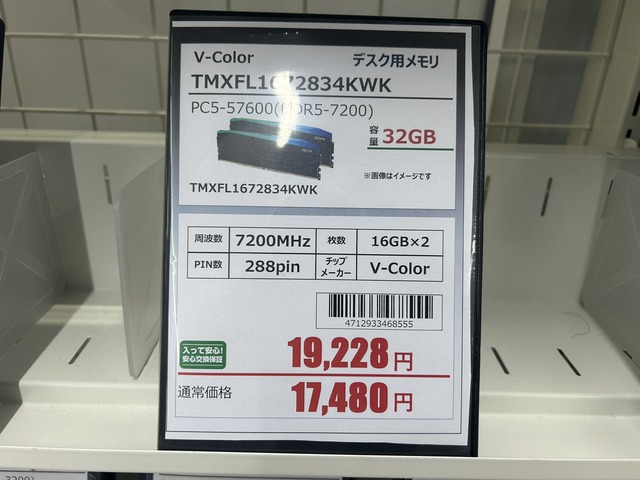 V-Color デスク用メモリ
TMXFL1672834KWK
PC5-57600(DDR5-7200)
容量 32GB
※画像はイメージです
TMXFL1672834KWK
周波数 7200MHz 枚数 16GB×2
PIN数 288pin チップメーカー V-Color
4712933468555
入って安心!
安心交換保証
19,228円
通常価格 17,480円